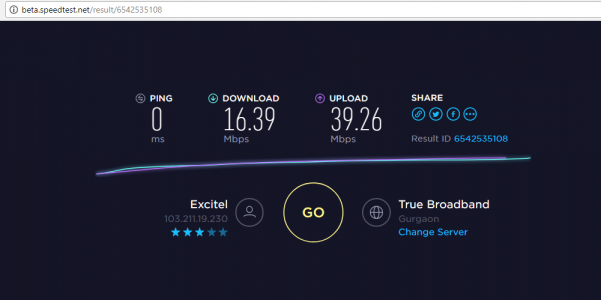 beta.speedtest.net/result/6542535108
PING DOWNLOAD UPLOAD SHARE
0 16.39 39.26
ms Mbps Mbps
Result ID 6542535108
Excitel
103.211.19.230
GO
True Broadband
Gurgaon
Change Server